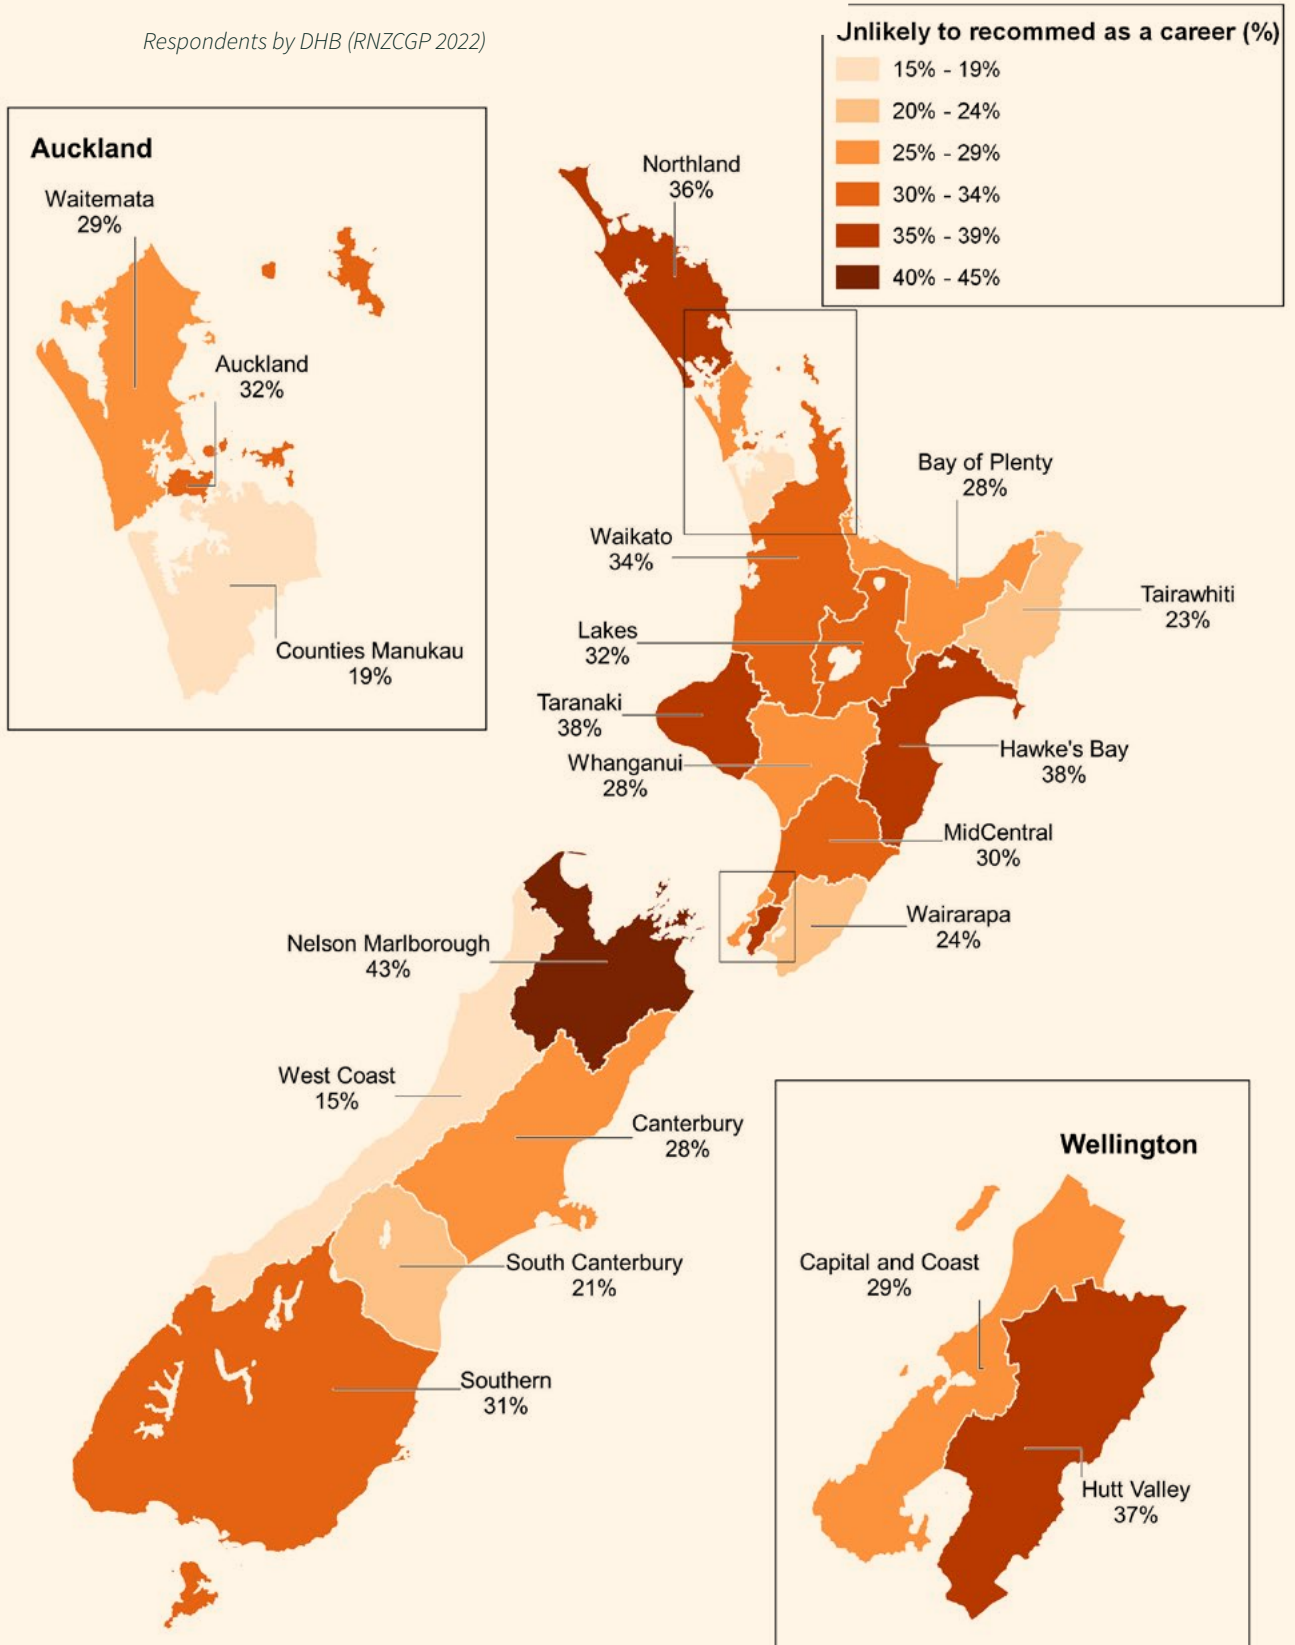 Respondents by DHB (RNZCGP 2022)
Unlikely to recommed as a career (%)
15% - 19%
20% - 24%
25% - 29%
30% - 34%
35% - 39%
40% - 45%
Auckland
Waitemata
29%
Auckland
32%
Counties Manukau
19%
Northland
36%
Bay of Plenty
28%
Waikato
34%
Tairawhiti
23%
Lakes
32%
Taranaki
38%
Hawke's Bay
38%
Whanganui
28%
MidCentral
30%
Wairarapa
24%
Nelson Marlborough
43%
West Coast
15%
Canterbury
28%
South Canterbury
21%
Southern
31%
Wellington
Capital and Coast
29%
Hutt Valley
37%